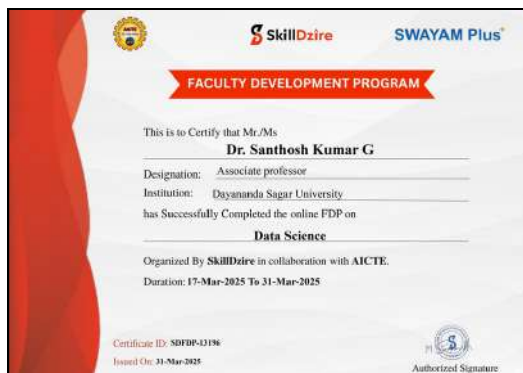 SkillDzire
SWAYAM Plus
FACULTY DEVELOPMENT PROGRAM
This is to Certify that Mr./Ms
Dr. Santhosh Kumar G
Designation: Associate professor
Institution: Dayananda Sagar University
has Successfully Completed the online FDP on
Data Science
Organized By SkillDzire in collaboration with AICTE.
Duration: 17-Mar-2025 To 31-Mar-2025
Certificate ID: SDFDP-13196
Issued On: 31-Mar-2025
Authorized Signature